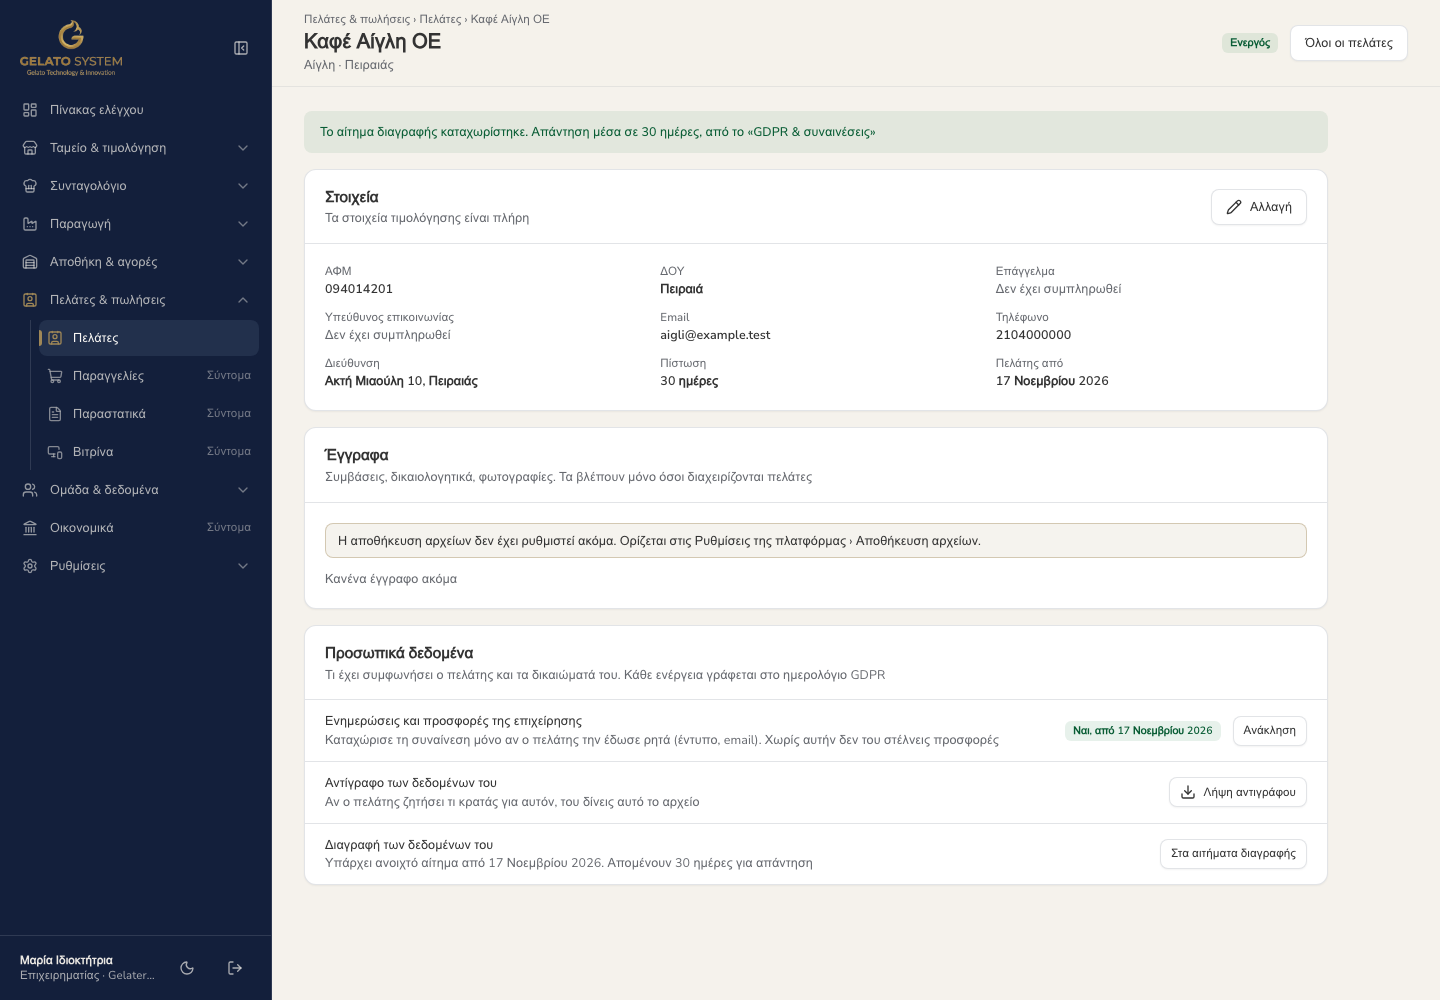 GELATO SYSTEM
Gelato Technology & Innovation
Πίνακας ελέγχου
Ταμείο & τιμολόγηση
Συνταγολόγιο
Παραγωγή
Αποθήκη & αγορές
Πελάτες & πωλήσεις
Πελάτες
Παραγγελίες Σύντομα
Παραστατικά Σύντομα
Βιτρίνα Σύντομα
Ομάδα & δεδομένα
Οικονομικά Σύντομα
Ρυθμίσεις
Μαρία Ιδιοκτήτρια
Επιχειρηματίας · Gelater...
Πελάτες & πωλήσεις › Πελάτες › Καφέ Αίγλη ΟΕ
Καφέ Αίγλη ΟΕ
Αίγλη · Πειραιάς
Ενεργός
Όλοι οι πελάτες
Το αίτημα διαγραφής καταχωρίστηκε. Απάντηση μέσα σε 30 ημέρες, από το «GDPR & συναινέσεις»
Στοιχεία
Τα στοιχεία τιμολόγησης είναι πλήρη
Αλλαγή
ΑΦΜ ΔΟΥ Επάγγελμα
094014201 Πειραιά Δεν έχει συμπληρωθεί
Υπεύθυνος επικοινωνίας Email Τηλέφωνο
Δεν έχει συμπληρωθεί aigli@example.test 2104000000
Διεύθυνση Πίστωση Πελάτης από
Ακτή Μιαούλη 10, Πειραιάς 30 ημέρες 17 Νοεμβρίου 2026
Έγγραφα
Συμβάσεις, δικαιολογητικά, φωτογραφίες. Τα βλέπουν μόνο όσοι διαχειρίζονται πελάτες
Η αποθήκευση αρχείων δεν έχει ρυθμιστεί ακόμα. Ορίζεται στις Ρυθμίσεις της πλατφόρμας › Αποθήκευση αρχείων.
Κανένα έγγραφο ακόμα
Προσωπικά δεδομένα
Τι έχει συμφωνήσει ο πελάτης και τα δικαιώματά του. Κάθε ενέργεια γράφεται στο ημερολόγιο GDPR
Ενημερώσεις και προσφορές της επιχείρησης
Καταχώρισε τη συναίνεση μόνο αν ο πελάτης την έδωσε ρητά (έντυπο, email). Χωρίς αυτήν δεν του στέλνεις προσφορές
Ναι, από 17 Νοεμβρίου 2026
Ανάκληση
Αντίγραφο των δεδομένων του
Αν ο πελάτης ζητήσει τι κρατάς για αυτόν, του δίνεις αυτό το αρχείο
Λήψη αντιγράφου
Διαγραφή των δεδομένων του
Υπάρχει ανοιχτό αίτημα από 17 Νοεμβρίου 2026. Απομένουν 30 ημέρες για απάντηση
Στα αιτήματα διαγραφής